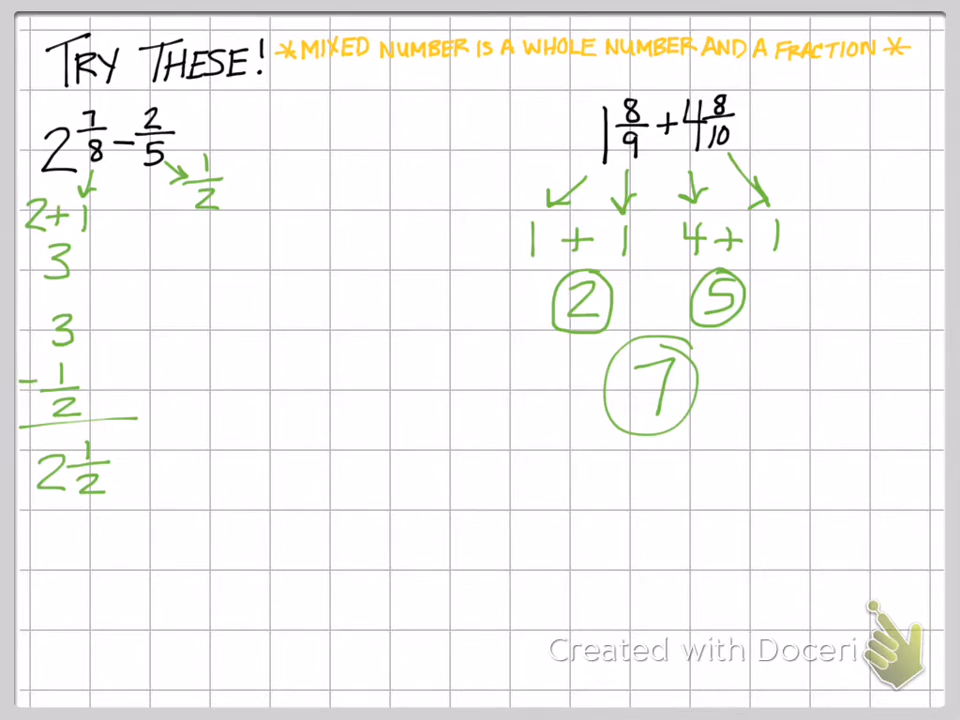 TRY THESE! *MIXED NUMBER IS A WHOLE NUMBER AND A FRACTION *
2 7/8 - 2/5
1/2
2+1
3
3
- 1/2
2 1/2
1 8/9 + 4 8/10
1 + 1 4 + 1
2 5
7
Created with Doceri